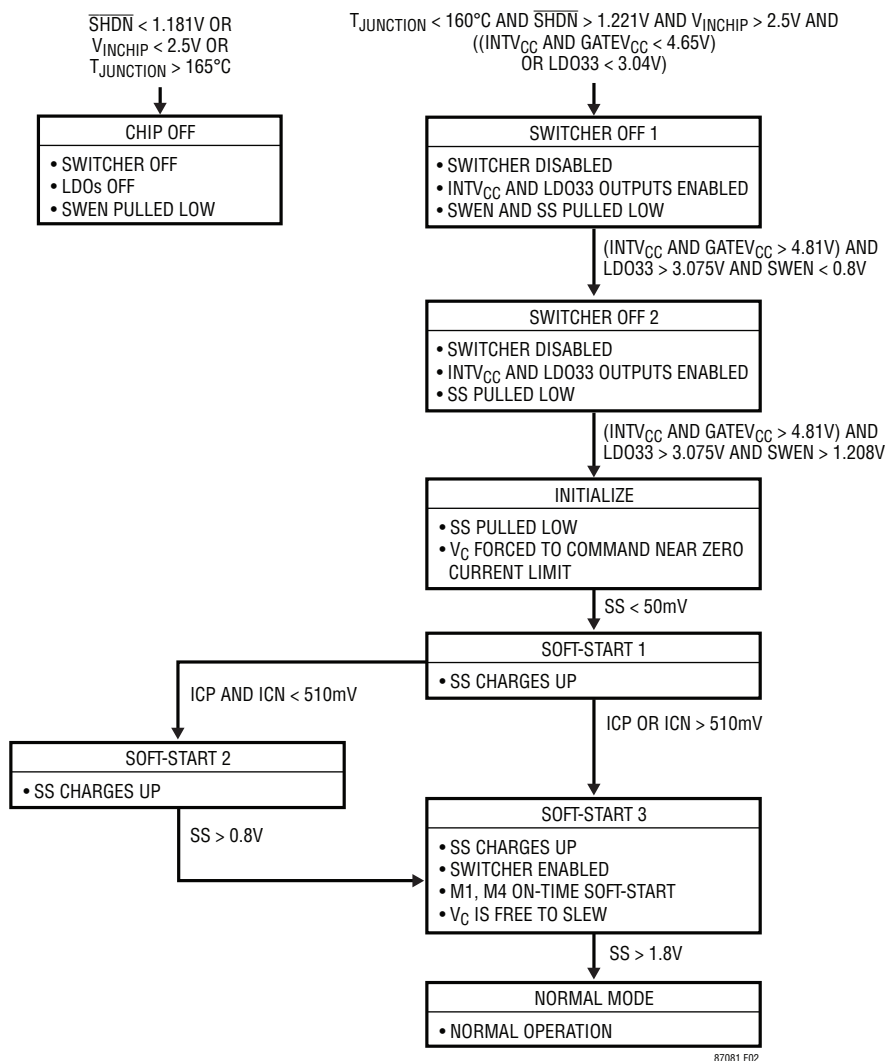 SHDN < 1.181V OR
VINCHIP < 2.5V OR
TJUNCTION > 165°C
CHIP OFF
• SWITCHER OFF
• LDOs OFF
• SWEN PULLED LOW
TJUNCTION < 160°C AND SHDN > 1.221V AND VINCHIP > 2.5V AND
((INTVCC AND GATEVCC < 4.65V)
OR LDO33 < 3.04V)
SWITCHER OFF 1
• SWITCHER DISABLED
• INTVCC AND LDO33 OUTPUTS ENABLED
• SWEN AND SS PULLED LOW
(INTVCC AND GATEVCC > 4.81V) AND
LDO33 > 3.075V AND SWEN < 0.8V
SWITCHER OFF 2
• SWITCHER DISABLED
• INTVCC AND LDO33 OUTPUTS ENABLED
• SS PULLED LOW
(INTVCC AND GATEVCC > 4.81V) AND
LDO33 > 3.075V AND SWEN > 1.208V
INITIALIZE
• SS PULLED LOW
• VC FORCED TO COMMAND NEAR ZERO
CURRENT LIMIT
SS < 50mV
SOFT-START 1
• SS CHARGES UP
ICP AND ICN < 510mV
ICP OR ICN > 510mV
SOFT-START 2
• SS CHARGES UP
SS > 0.8V
SOFT-START 3
• SS CHARGES UP
• SWITCHER ENABLED
• M1, M4 ON-TIME SOFT-START
• VC IS FREE TO SLEW
SS > 1.8V
NORMAL MODE
• NORMAL OPERATION
87081 F02